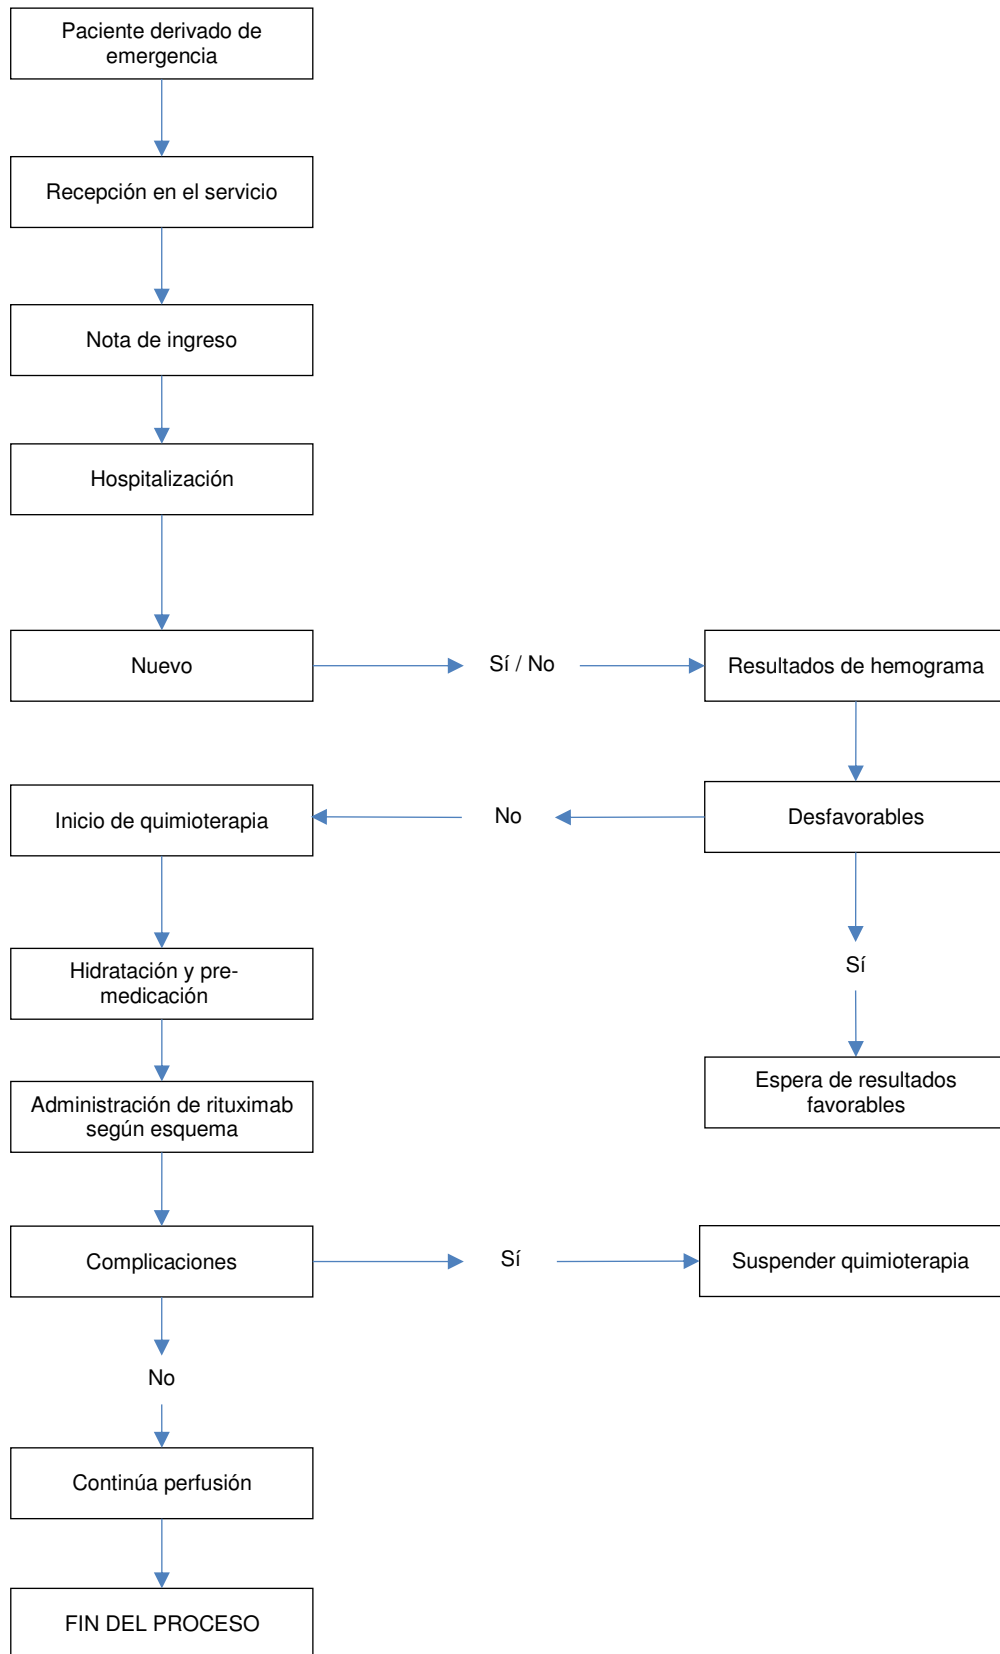 Paciente derivado de
emergencia
Recepción en el servicio
Nota de ingreso
Hospitalización
Nuevo
Sí / No
Resultados de hemograma
Inicio de quimioterapia
No
Desfavorables
Hidratación y pre-
medicación
Sí
Administración de rituximab
según esquema
Espera de resultados
favorables
Complicaciones
Sí
Suspender quimioterapia
No
Continúa perfusión
FIN DEL PROCESO